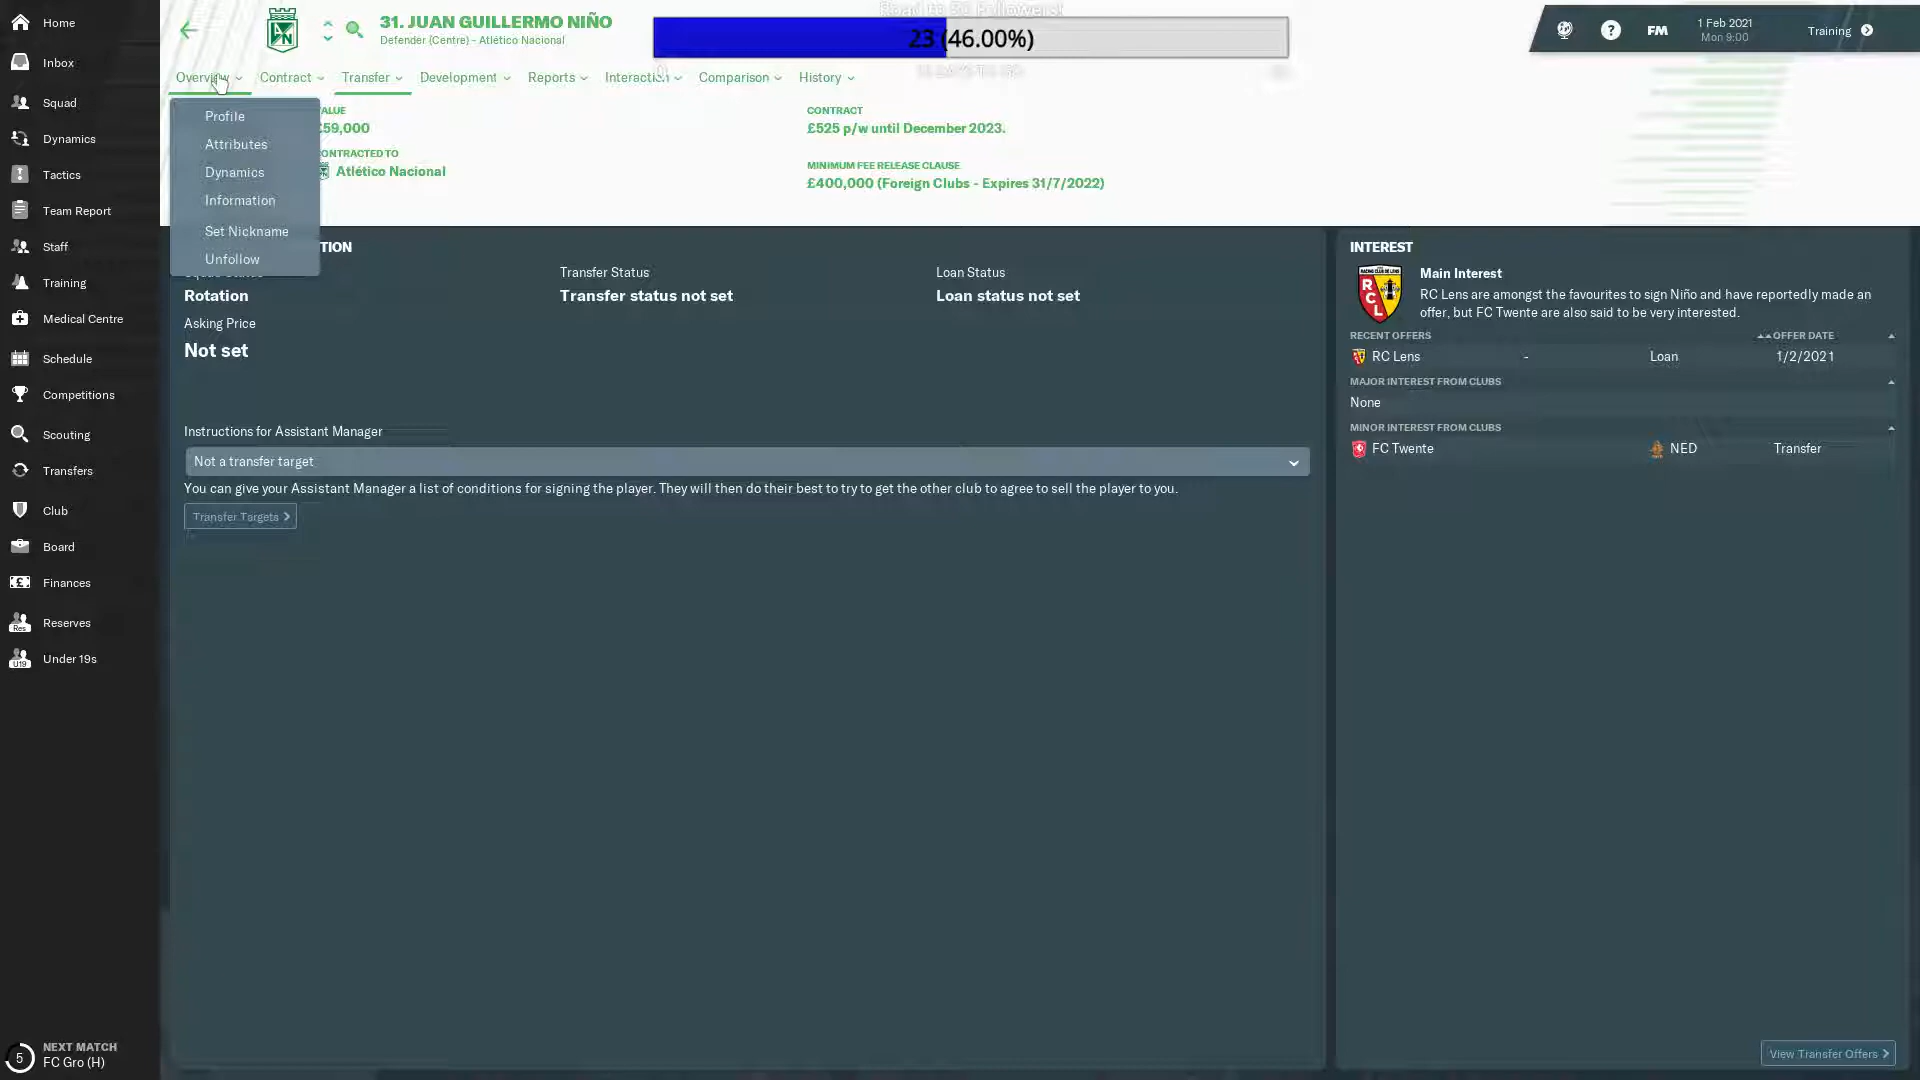 Home
Inbox
Squad
Dynamics
Tactics
Team Report
Staff
Training
Medical Centre
Schedule
Competitions
Scouting
Transfers
Club
Board
Finances
Reserves
Under 19s
5
NEXT MATCH
FC Gro (H)
31. JUAN GUILLERMO NIÑO
Defender (Centre) - Atlético Nacional
Road to 50 Followers!
23 (46.00%)
1 Feb 2021
Mon 9:00
FM
Training
Overview
Contract
Transfer
Development
Reports
Interaction
Comparison
History
Profile
Attributes
Dynamics
Information
Set Nickname
Unfollow
£59,000
Atlético Nacional
CONTRACT
£525 p/w until December 2023.
MINIMUM FEE RELEASE CLAUSE
£400,000 (Foreign Clubs - Expires 31/7/2022)
Rotation
Transfer Status
Transfer status not set
Loan Status
Loan status not set
Asking Price
Not set
Instructions for Assistant Manager
Not a transfer target
You can give your Assistant Manager a list of conditions for signing the player. They will then do their best to try to get the other club to agree to sell the player to you.
Transfer Targets
INTEREST
Main Interest
RC Lens are amongst the favourites to sign Niño and have reportedly made an
offer, but FC Twente are also said to be very interested.
RECENT OFFERS
OFFER DATE
RC Lens - Loan 1/2/2021
MAJOR INTEREST FROM CLUBS
None
MINOR INTEREST FROM CLUBS
FC Twente NED Transfer
View Transfer Offers